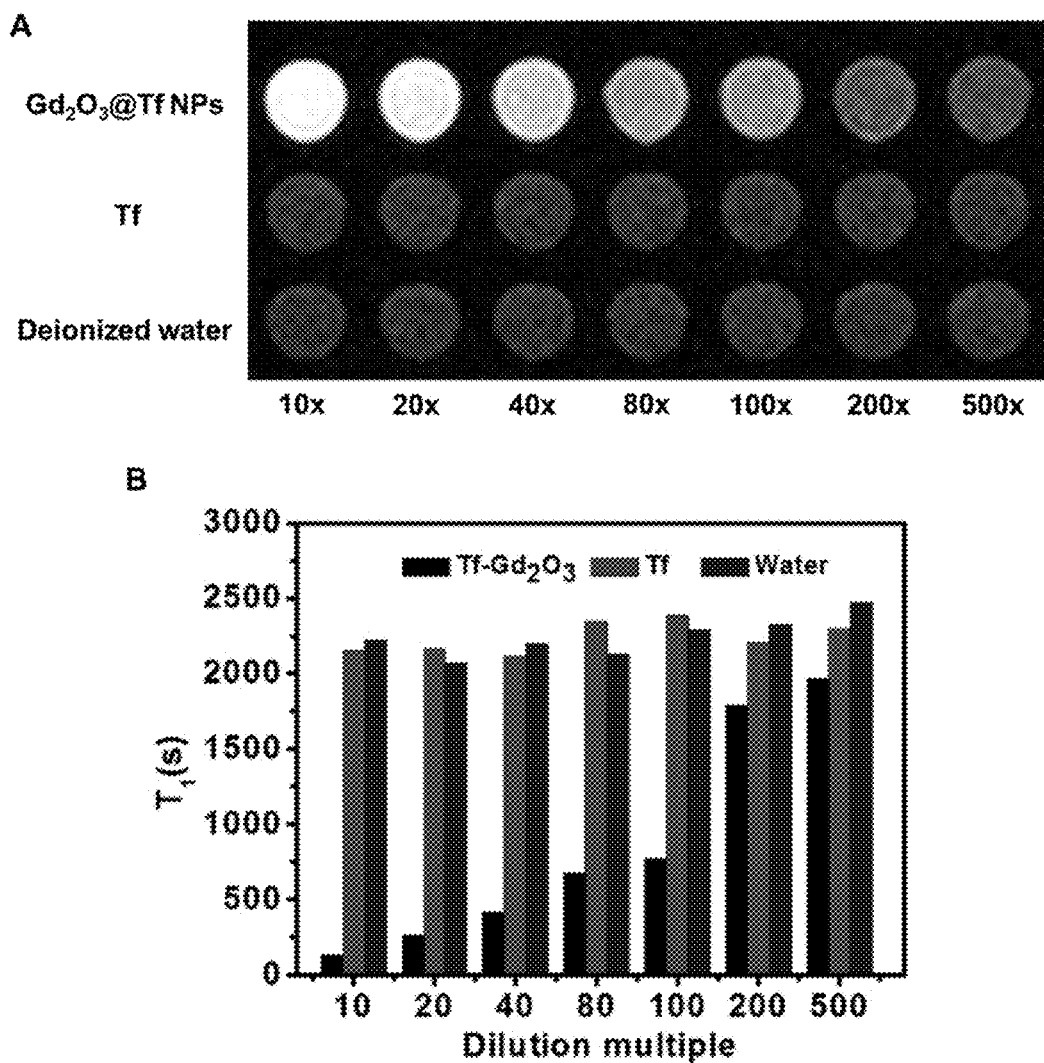 A
Gd₂O₃@Tf NPs
Tf
Deionized water
10x 20x 40x 80x 100x 200x 500x
B
3000
2500
2000
1500
1000
500
0
T₁(s)
Tf-Gd₂O₃ Tf Water
10 20 40 80 100 200 500
Dilution multiple